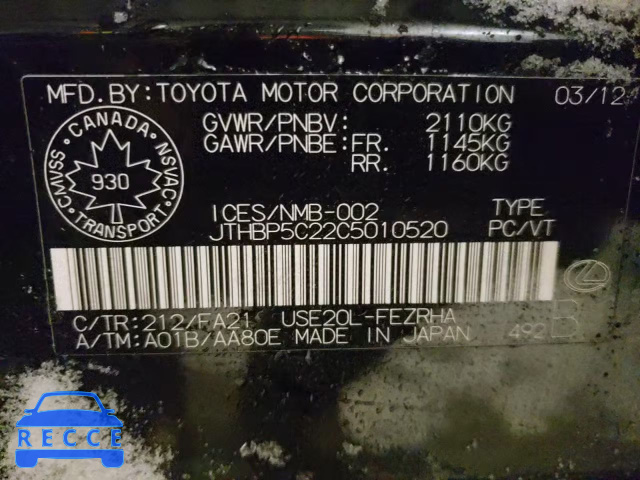 MFD. BY: TOYOTA MOTOR CORPORATION 03/12
GVWR/PNBV: 2110KG
GAWR/PNBE: FR. 1145KG
RR. 1160KG
CANADA
CMVSS NSVAC
930
TRANSPORT
ICES/NMB-002 TYPE
JTHBP5C22C5010520 PC/VT
C/TR: 212/FA21 USE20L-FEZRHA
A/TM: A01B/AA80E MADE IN JAPAN 492 B
RECCE